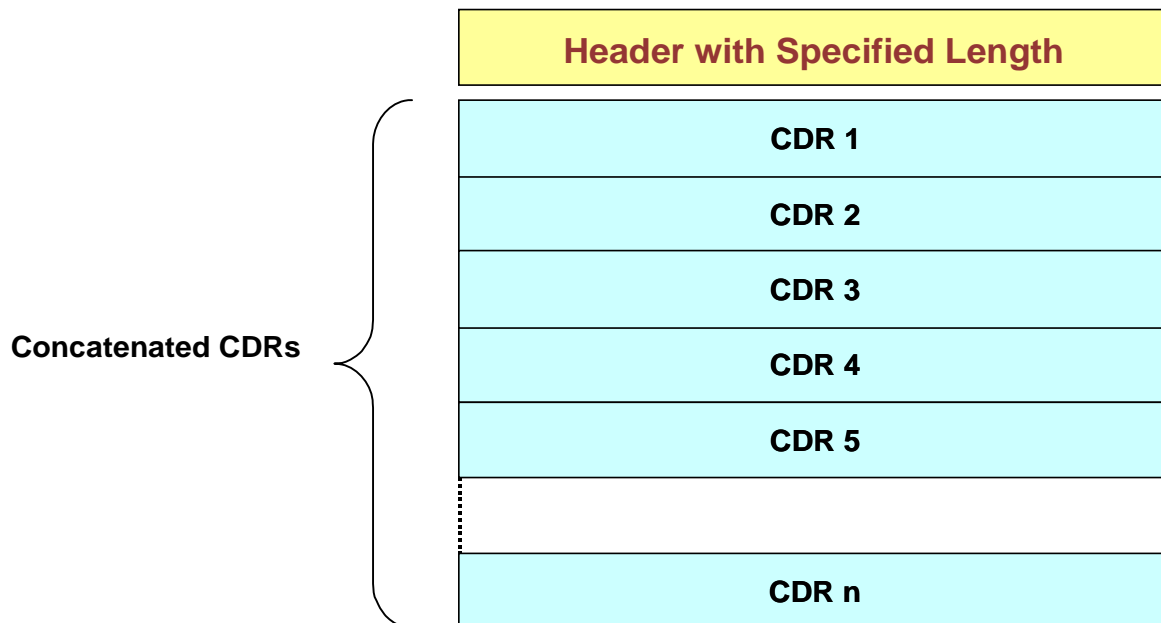 Header with Specified Length
CDR 1
CDR 2
CDR 3
Concatenated CDRs
CDR 4
CDR 5
CDR n